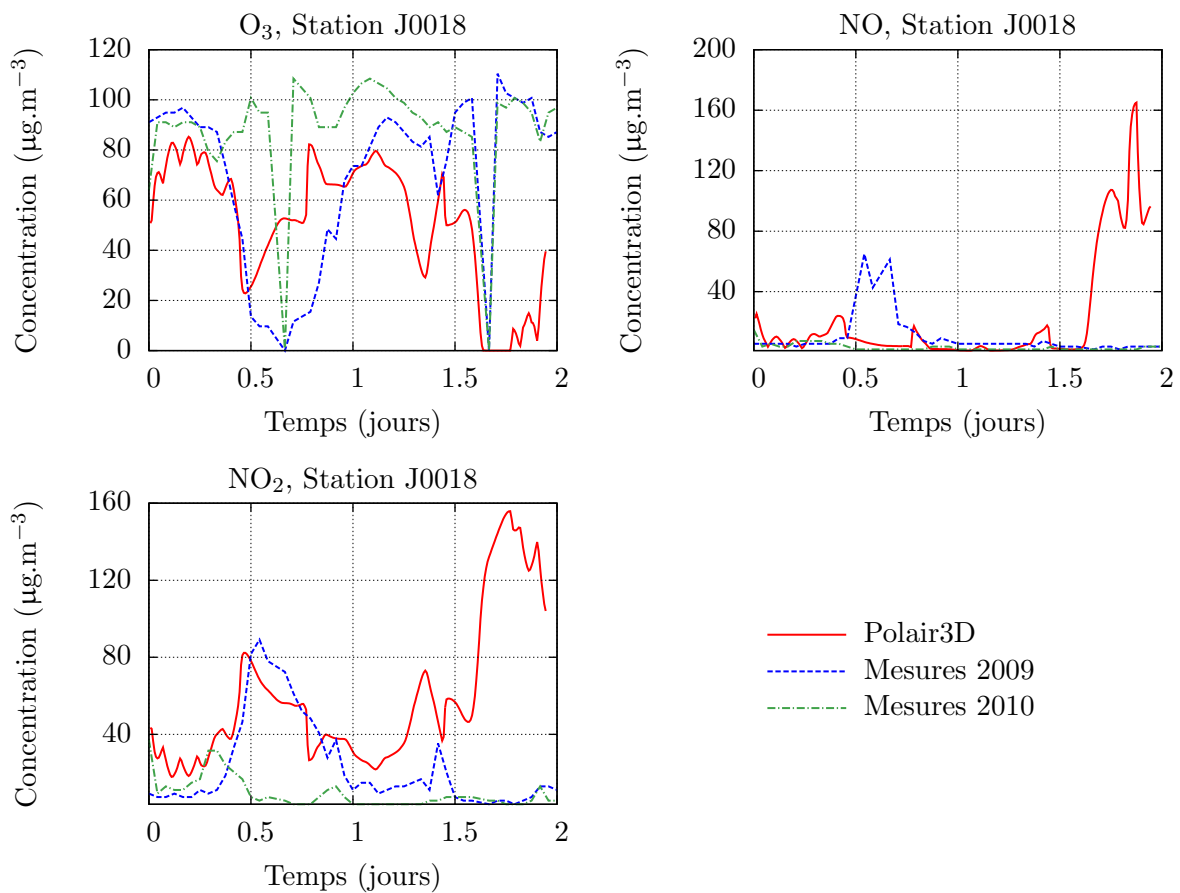 O₃, Station J0018
Concentration (µg.m⁻³)
120
100
80
60
40
20
0
0 0.5 1 1.5 2
Temps (jours)
NO, Station J0018
Concentration (µg.m⁻³)
200
160
120
80
40
0 0.5 1 1.5 2
Temps (jours)
NO₂, Station J0018
Concentration (µg.m⁻³)
160
120
80
40
0 0.5 1 1.5 2
Temps (jours)
Polair3D
Mesures 2009
Mesures 2010